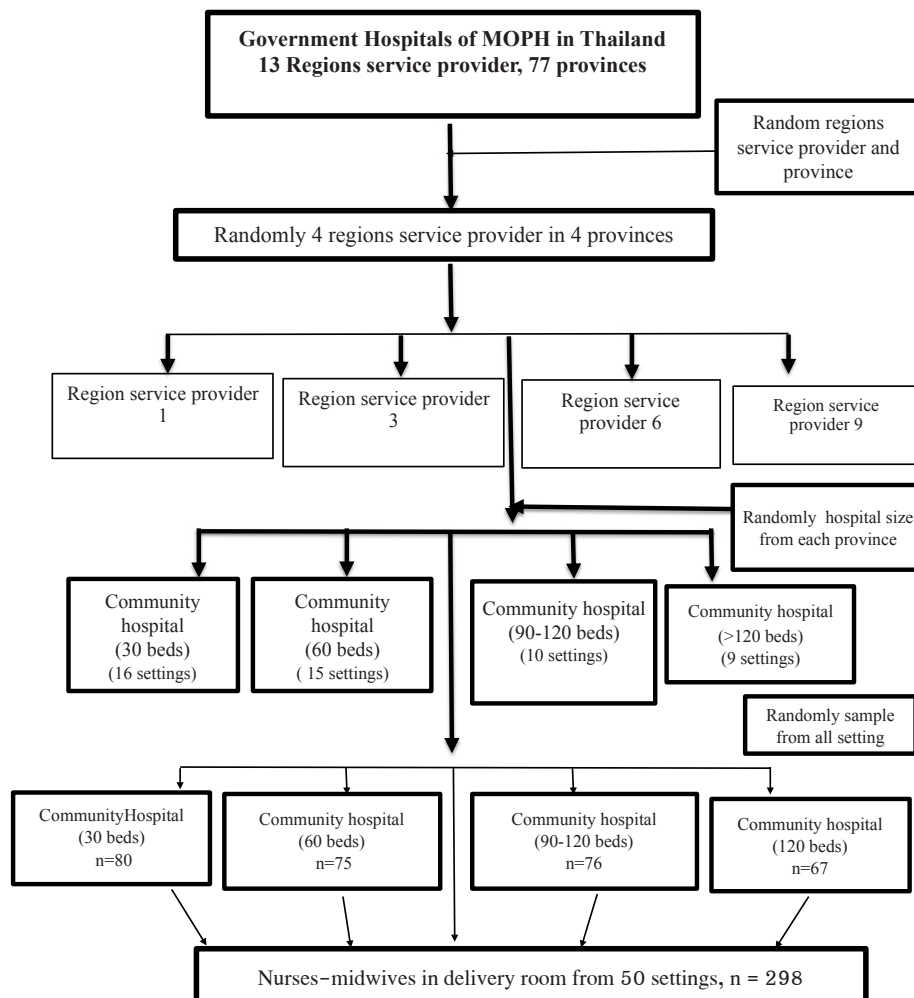 Government Hospitals of MOPH in Thailand
13 Regions service provider, 77 provinces
Random regions
service provider and
province
Randomly 4 regions service provider in 4 provinces
Region service provider
1
Region service provider
3
Region service
provider 6
Region service
provider 9
Randomly hospital size
from each province
Community
hospital
(30 beds)
(16 settings)
Community
hospital
(60 beds)
( 15 settings)
Community hospital
(90-120 beds)
(10 settings)
Community hospital
(>120 beds)
(9 settings)
Randomly sample
from all setting
CommunityHospital
(30 beds)
n=80
Community hospital
(60 beds)
n=75
Community hospital
(90-120 beds)
n=76
Community hospital
(120 beds)
n=67
Nurses-midwives in delivery room from 50 settings, n = 298